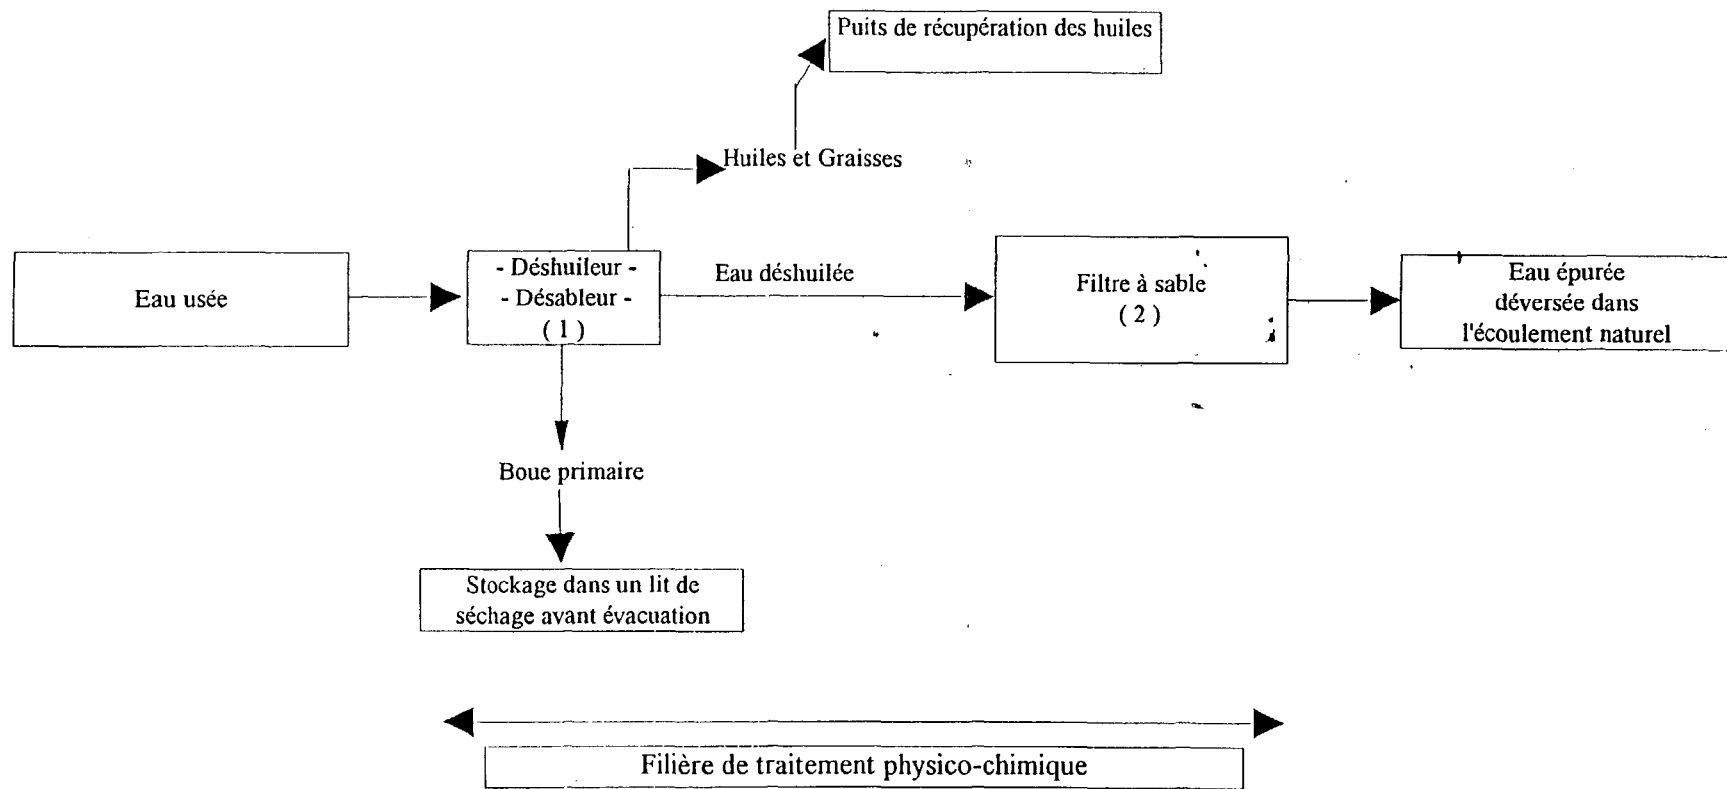 Puits de récupération des huiles
Huiles et Graisses
Eau usée
- Déshuileur -
- Désableur -
( 1 )
Eau déshuilée
Filtre à sable
( 2 )
Eau épurée
déversée dans
l'écoulement naturel
Boue primaire
Stockage dans un lit de
séchage avant évacuation
Filière de traitement physico-chimique